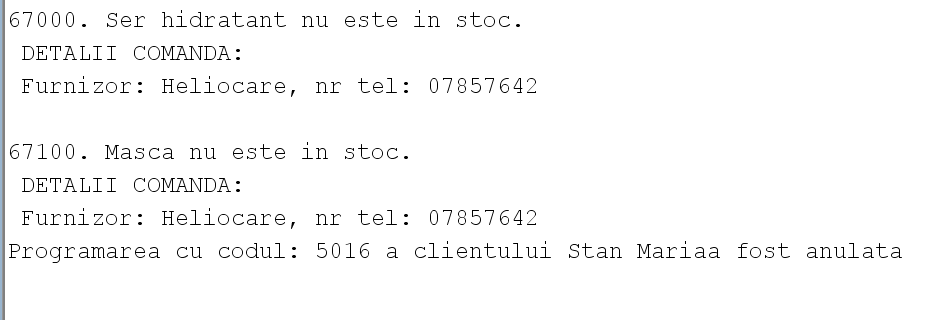 67000. Ser hidratant nu este in stoc.
DETALII COMANDA:
Furnizor: Heliocare, nr tel: 07857642
67100. Masca nu este in stoc.
DETALII COMANDA:
Furnizor: Heliocare, nr tel: 07857642
Programarea cu codul: 5016 a clientului Stan Mariaa fost anulata